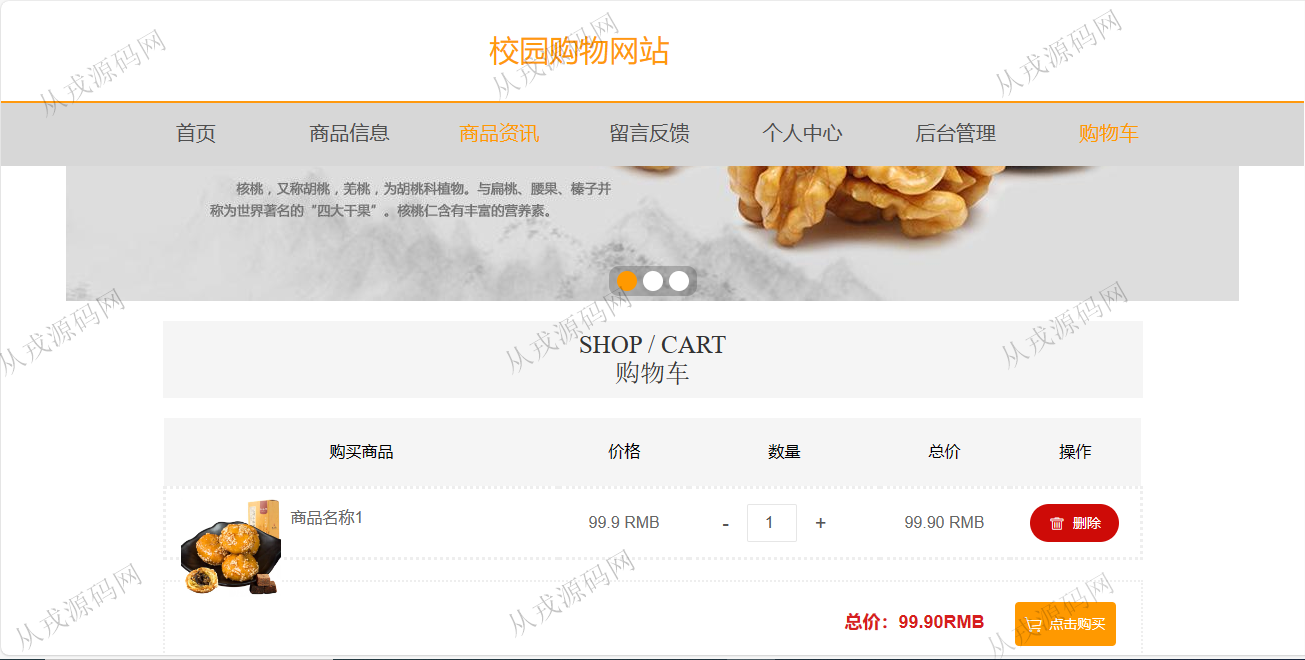 校园购物网站
首页 商品信息 商品资讯 留言反馈 个人中心 后台管理 购物车
核桃，又称胡桃，羌桃，为胡桃科植物。与扁桃、腰果、榛子并
称为世界著名的“四大干果”。核桃仁含有丰富的营养素。
SHOP / CART
购物车
购买商品 价格 数量 总价 操作
商品名称1 99.9 RMB - 1 + 99.90 RMB 删除
总价：99.90RMB 点击购买
从戎源码网
从戎源码网
从戎源码网
从戎源码网
从戎源码网
从戎源码网
从戎源码网
从戎源码网
从戎源码网